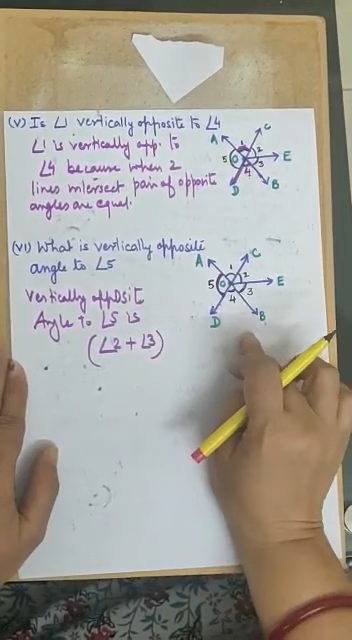 (V) Is ∠1 vertically opposite to ∠4
∠1 is vertically opp. to
∠4 because when 2
lines intersect pair of opposite
angles are equal.
A C
1
5 O 2 E
3
4
D B
(VI) What is vertically opposite
angle to ∠5
Vertically opposit
Angle to ∠5 is
(∠2 + ∠3)
A C
1
5 O 2 E
3
4
D B